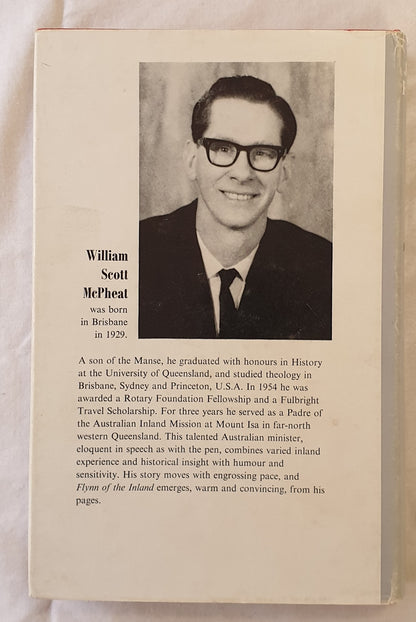 William
Scott
McPheat
was born
in Brisbane
in 1929.
A son of the Manse, he graduated with honours in History
at the University of Queensland, and studied theology in
Brisbane, Sydney and Princeton, U.S.A. In 1954 he was
awarded a Rotary Foundation Fellowship and a Fulbright
Travel Scholarship. For three years he served as a Padre of
the Australian Inland Mission at Mount Isa in far-north
western Queensland. This talented Australian minister,
eloquent in speech as with the pen, combines varied inland
experience and historical insight with humour and
sensitivity. His story moves with engrossing pace, and
Flynn of the Inland emerges, warm and convincing, from his
pages.